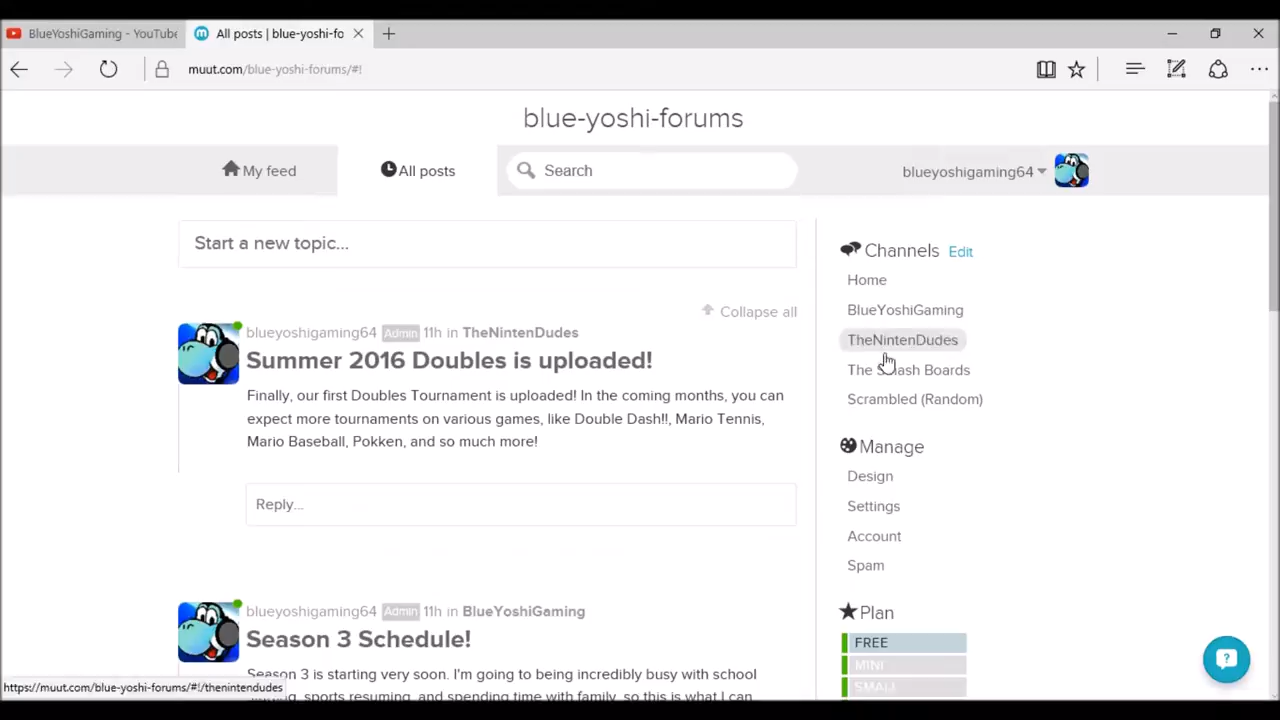 BlueYoshiGaming - YouTube
All posts | blue-yoshi-fo
muut.com/blue-yoshi-forums/#!
blue-yoshi-forums
My feed
All posts
Search
blueyoshigaming64
Start a new topic...
Channels Edit
Home
BlueYoshiGaming
TheNintenDudes
The Smash Boards
Scrambled (Random)
Collapse all
blueyoshigaming64 Admin 11h in TheNintenDudes
Summer 2016 Doubles is uploaded!
Finally, our first Doubles Tournament is uploaded! In the coming months, you can
expect more tournaments on various games, like Double Dash!!, Mario Tennis,
Mario Baseball, Pokken, and so much more!
Reply...
Manage
Design
Settings
Account
Spam
Plan
FREE
MINI
SMALL
blueyoshigaming64 Admin 11h in BlueYoshiGaming
Season 3 Schedule!
Season 3 is starting very soon. I'm going to being incredibly busy with school
sports resuming, and spending time with family, so this is what I can
https://muut.com/blue-yoshi-forums/#!/thenintendudes